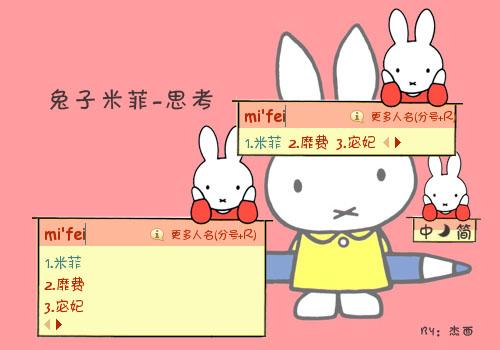 兔子米菲-思考
mi'fei 更多人名(分号+R)
1.米菲 2.靡费 3.宓妃
中 简
mi'fei 更多人名(分号+R)
1.米菲
2.靡费
3.宓妃
BY：杰西